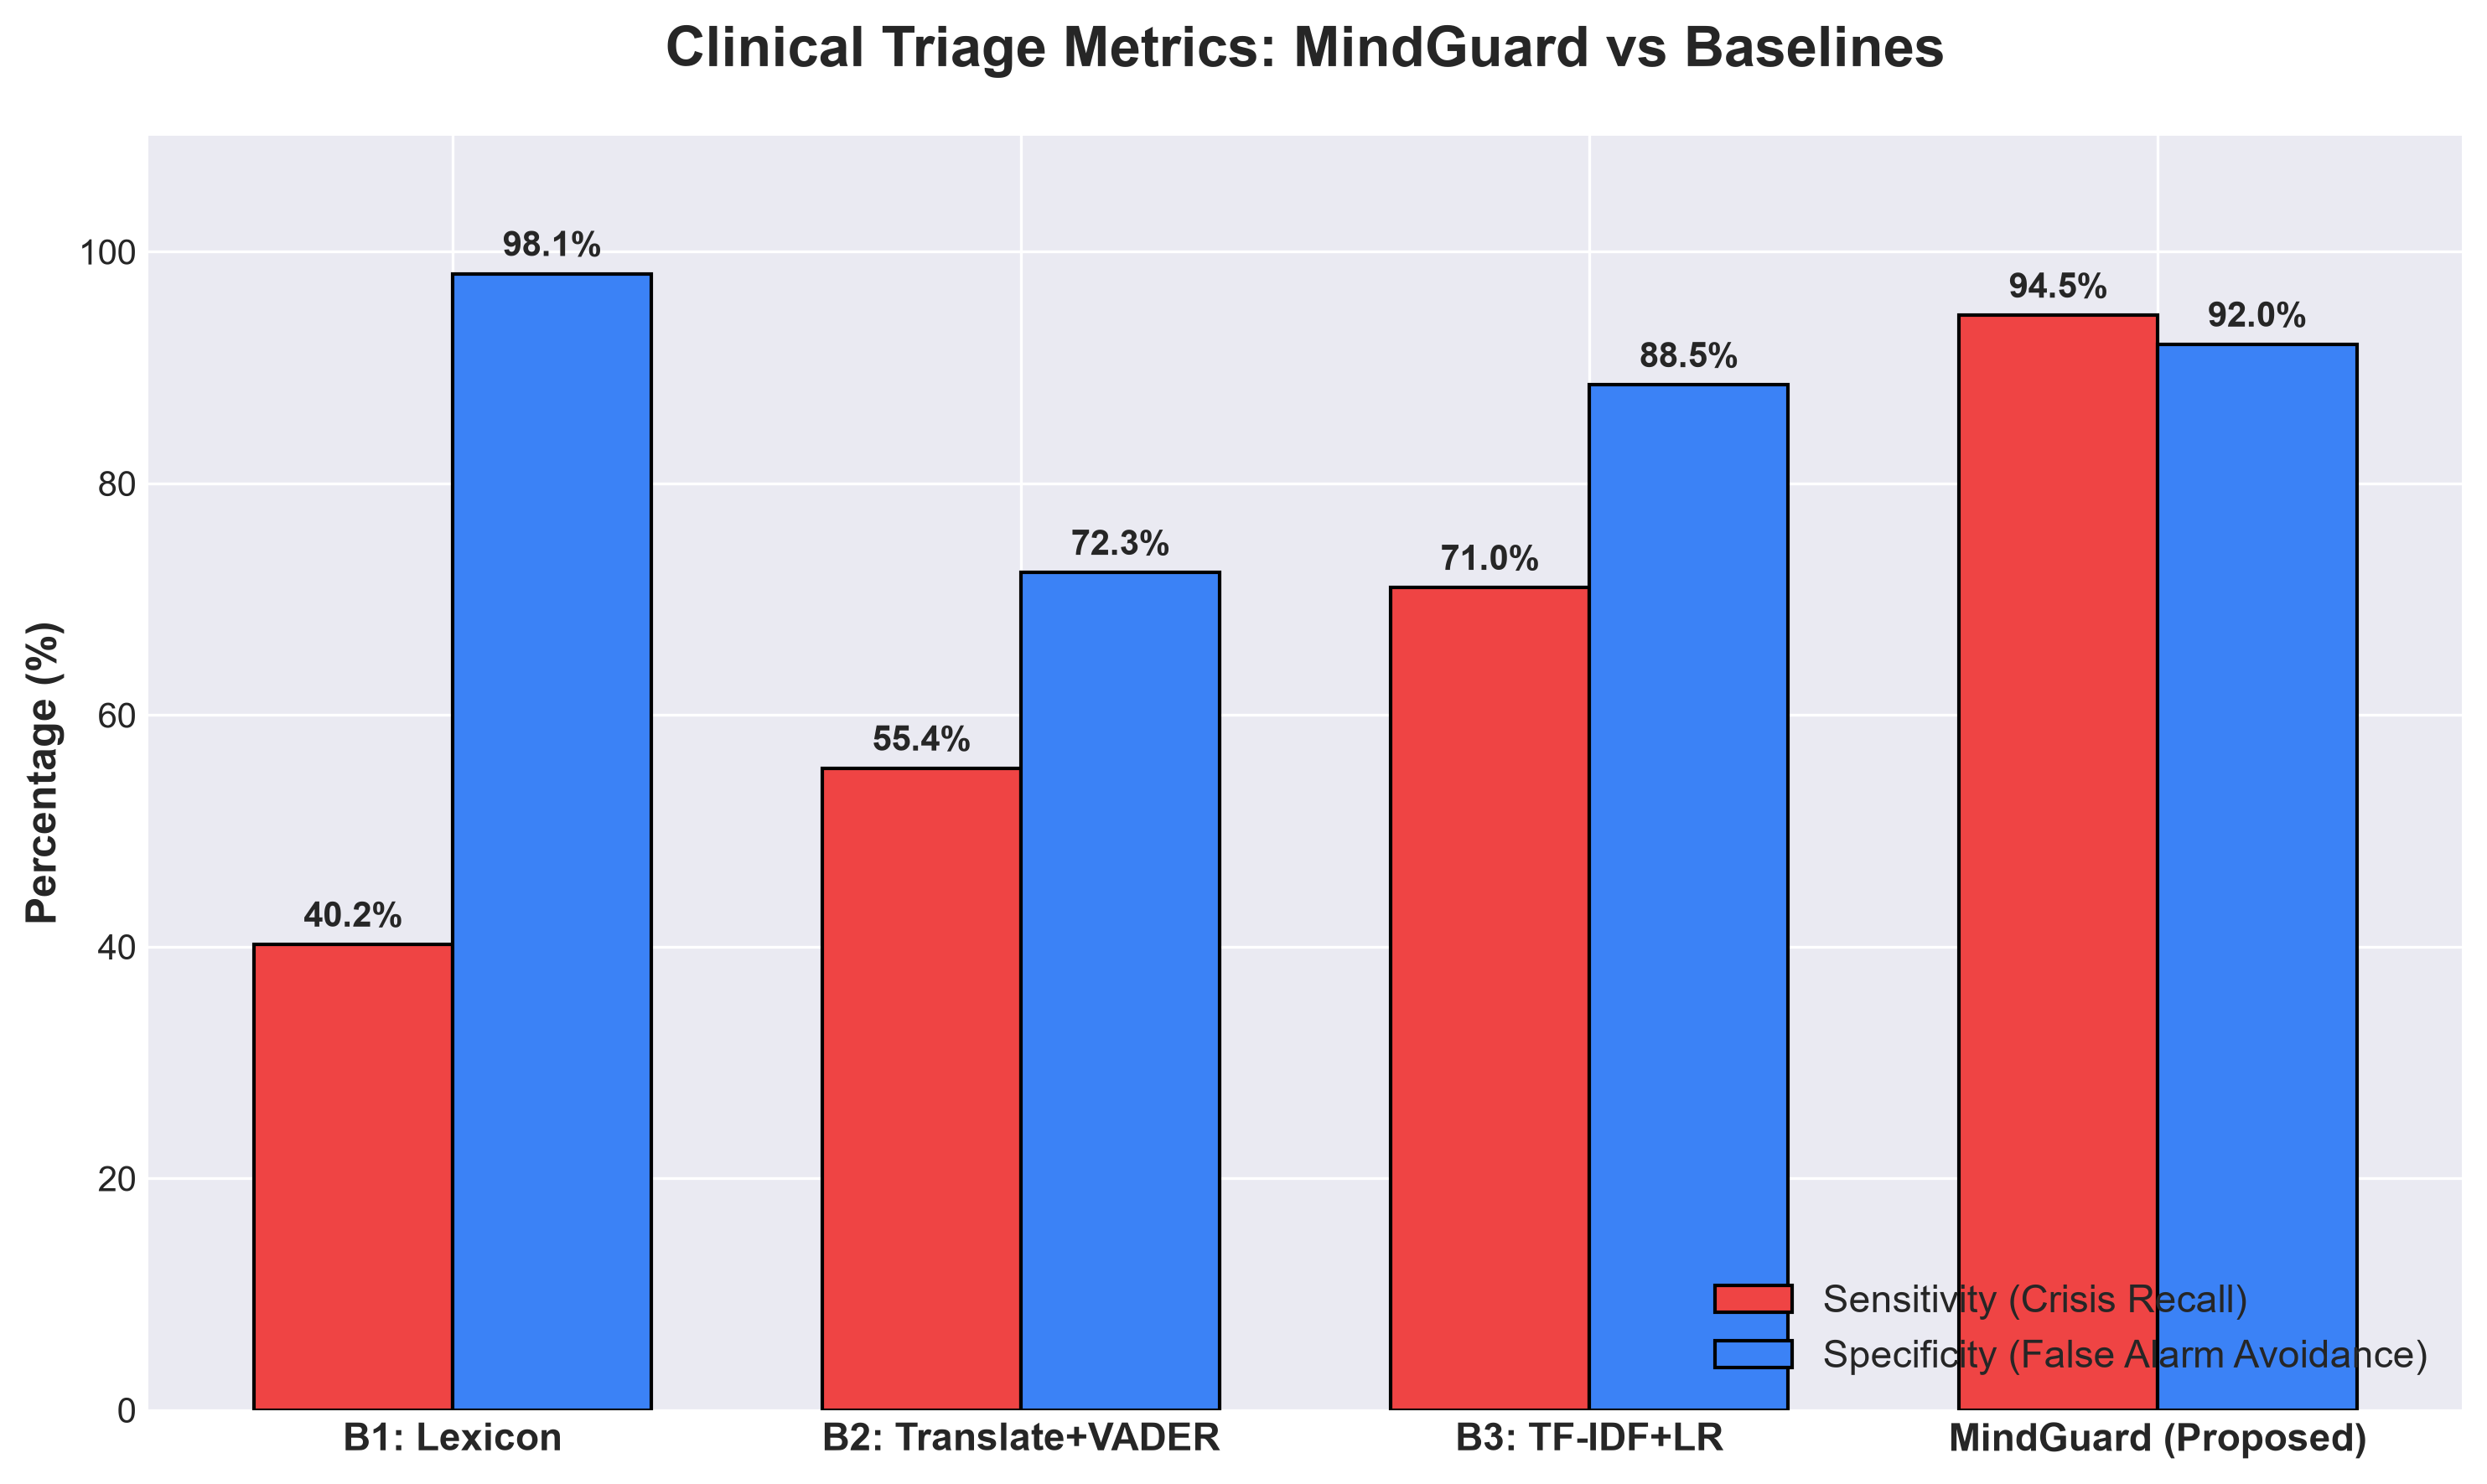 Clinical Triage Metrics: MindGuard vs Baselines
Percentage (%)
100
80
60
40
20
0
40.2%
98.1%
55.4%
72.3%
71.0%
88.5%
94.5%
92.0%
Sensitivity (Crisis Recall)
Specificity (False Alarm Avoidance)
B1: Lexicon
B2: Translate+VADER
B3: TF-IDF+LR
MindGuard (Proposed)